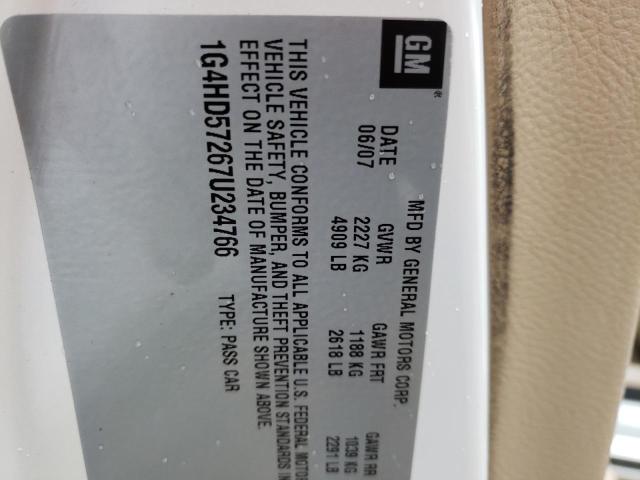 GM
®
MFD BY GENERAL MOTORS CORP.
DATE GVWR GAWR FRT GAWR RR
06/07 2227 KG 1188 KG 1039 KG
4909 LB 2618 LB 2291 LB
THIS VEHICLE CONFORMS TO ALL APPLICABLE U.S. FEDERAL MOTOR
VEHICLE SAFETY, BUMPER, AND THEFT PREVENTION STANDARDS IN
EFFECT ON THE DATE OF MANUFACTURE SHOWN ABOVE.
1G4HD57267U234766 TYPE: PASS CAR